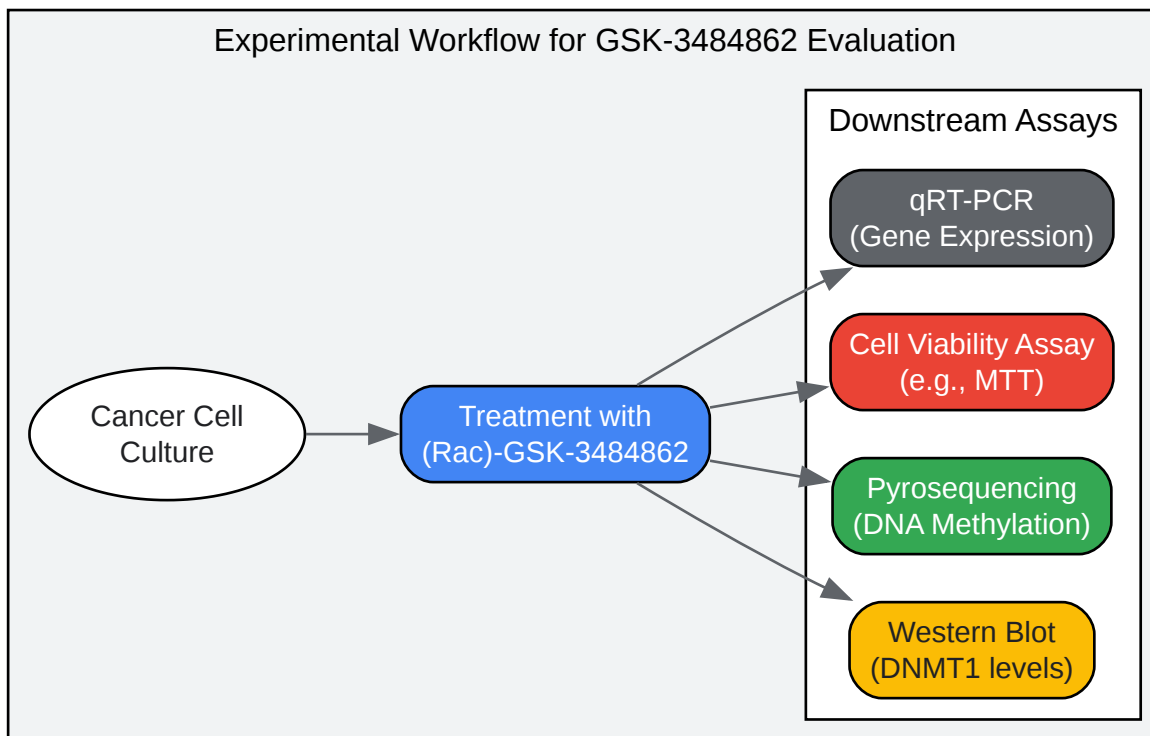 Experimental Workflow for GSK-3484862 Evaluation
Downstream Assays
qRT-PCR
(Gene Expression)
Cell Viability Assay
(e.g., MTT)
Cancer Cell
Culture
Treatment with
(Rac)-GSK-3484862
Pyrosequencing
(DNA Methylation)
Western Blot
(DNMT1 levels)